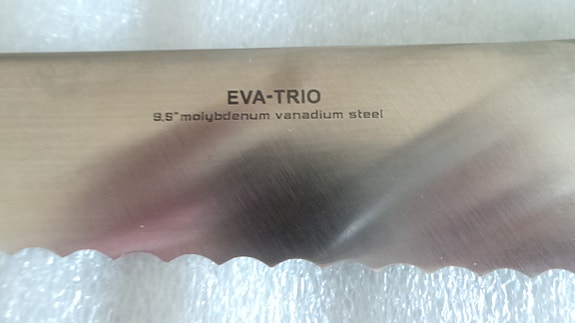 EVA-TRIO
9,5" molybdenum vanadium steel